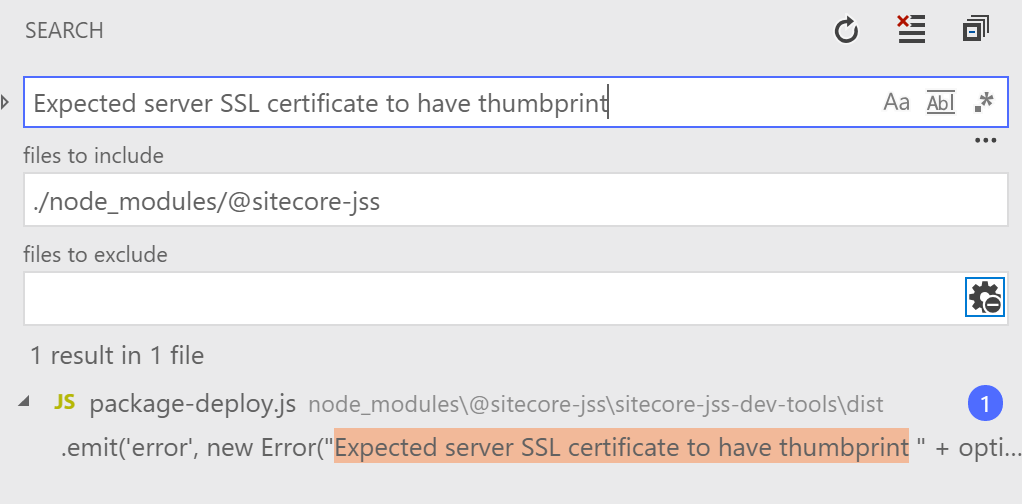 SEARCH
Expected server SSL certificate to have thumbprint Aa Abl .*
...
files to include
./node_modules/@sitecore-jss
files to exclude
1 result in 1 file
JS package-deploy.js node_modules\@sitecore-jss\sitecore-jss-dev-tools\dist 1
.emit('error', new Error("Expected server SSL certificate to have thumbprint " + opti...